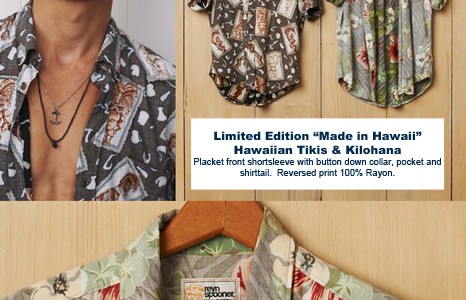 Limited Edition “Made in Hawaii”
Hawaiian Tikis & Kilohana
Placket front shortsleeve with button down collar, pocket and
shirttail.  Reversed print 100% Rayon.
reyn
spooner